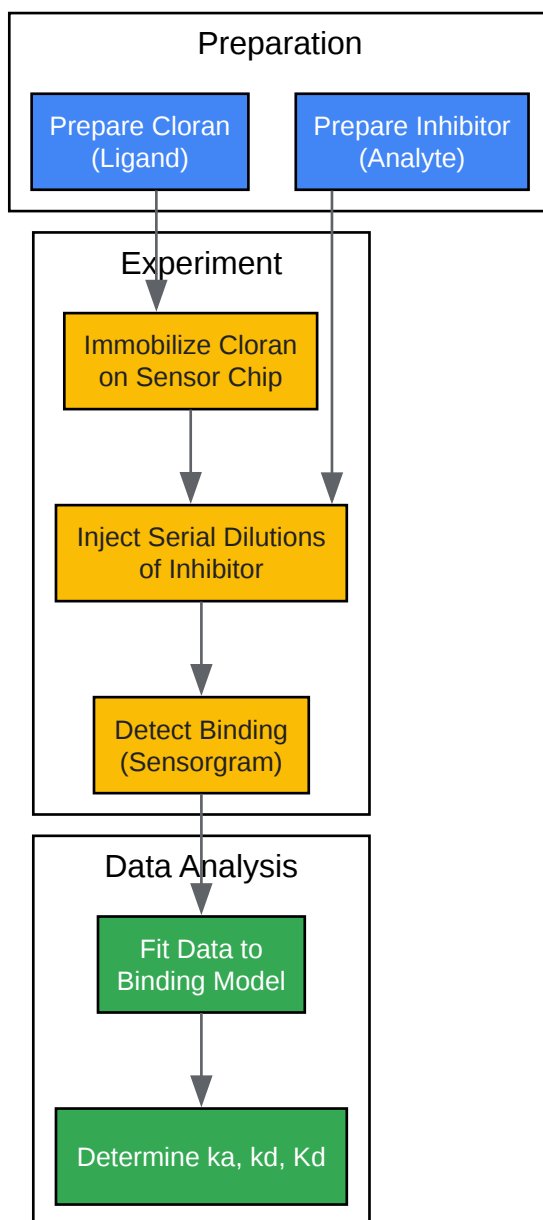 Preparation
Prepare Cloran
(Ligand)
Prepare Inhibitor
(Analyte)
Experiment
Immobilize Cloran
on Sensor Chip
Inject Serial Dilutions
of Inhibitor
Detect Binding
(Sensorgram)
Data Analysis
Fit Data to
Binding Model
Determine ka, kd, Kd